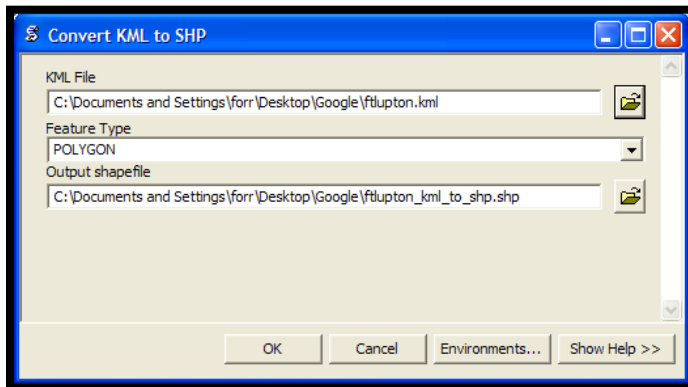 Convert KML to SHP
KML File
C:\Documents and Settings\forr\Desktop\Google\ftlupton.kml
Feature Type
POLYGON
Output shapefile
C:\Documents and Settings\forr\Desktop\Google\ftlupton_kml_to_shp.shp
OK Cancel Environments... Show Help >>